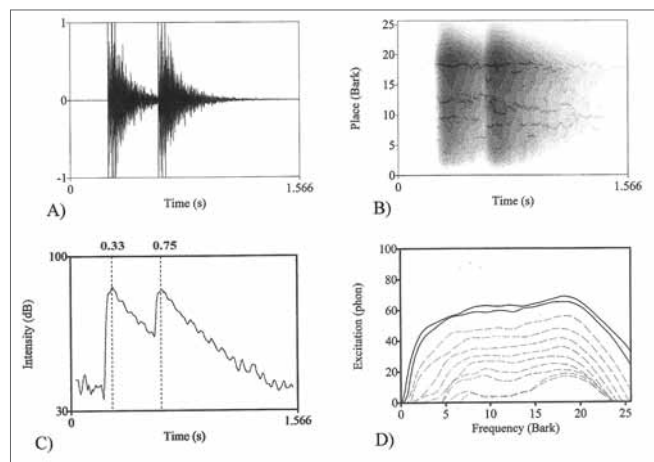 1
0
-1
0
Time (s)
1.566
A)
25
20
15
10
5
0
Place (Bark)
0
Time (s)
1.566
B)
0.33
0.75
100
Intensity (dB)
30
0
Time (s)
1.566
C)
100
80
60
40
20
0
Excitation (phon)
0
5
10
15
20
25
Frequency (Bark)
D)